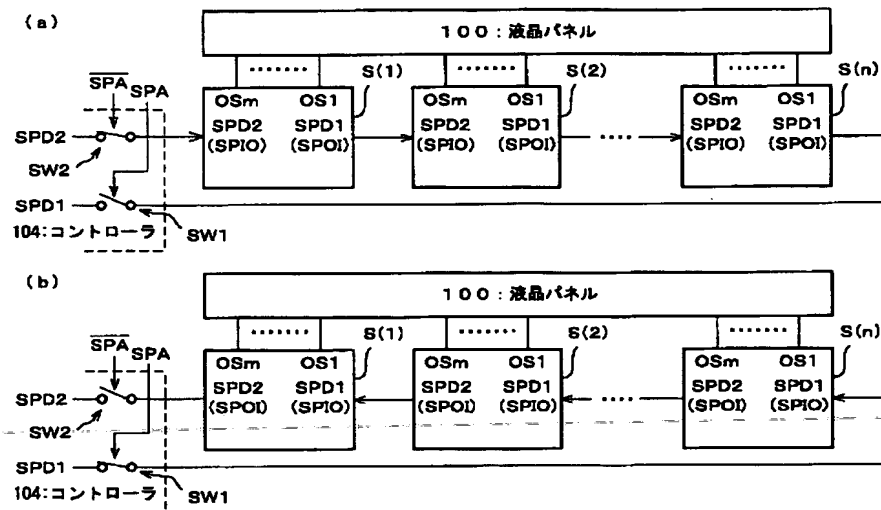 (a)
100:液晶パネル
SPA SPA
S(1) S(2) S(n)
OSm OS1 OSm OS1 OSm OS1
SPD2 SPD2 SPD1 SPD2 SPD1 SPD2 SPD1
(SPIO) (SPOI) (SPIO) (SPOI) (SPIO) (SPOI)
SW2
SPD1
104:コントローラ SW1
(b)
100:液晶パネル
SPA SPA
S(1) S(2) S(n)
OSm OS1 OSm OS1 OSm OS1
SPD2 SPD2 SPD1 SPD2 SPD1 SPD2 SPD1
(SPOI) (SPIO) (SPOI) (SPIO) (SPOI) (SPIO)
SW2
SPD1
104:コントローラ SW1